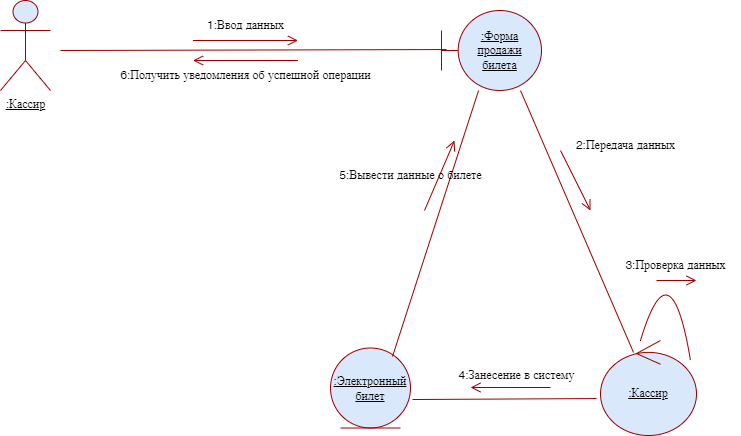 1:Ввод данных
:Форма
продажи
билета
6:Получить уведомления об успешной операции
:Кассир
2:Передача данных
5:Вывести данные о билете
3:Проверка данных
4:Занесение в систему
:Электронный
билет
:Кассир